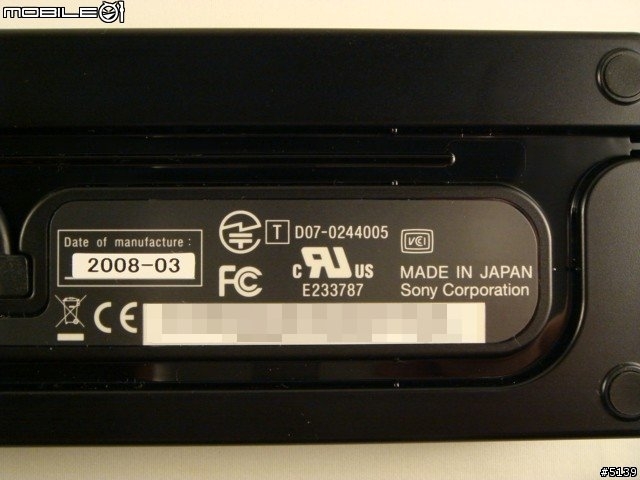 MOBILE01
T D07-0244005 VCI
Date of manufacture:
2008-03
FC C RU US MADE IN JAPAN
E233787 Sony Corporation
CE
#5139